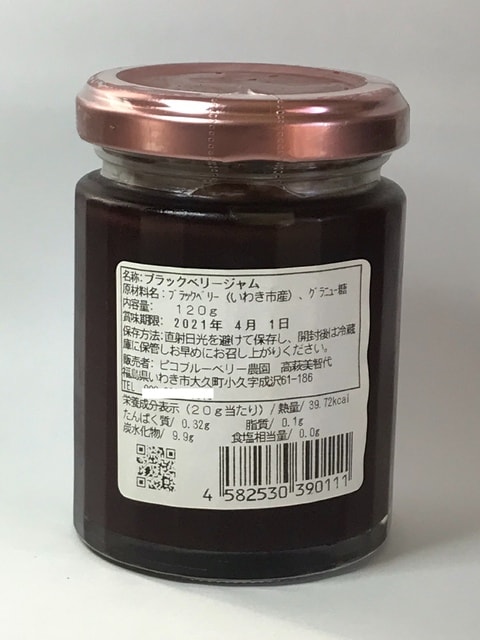 名称:ブラックベリージャム
原材料名:ブラックベリー（いわき市産）、グラニュー糖
内容量: 120g
賞味期限: 2021年 4月 1日
保存方法:直射日光を避けて保存し、開封後は冷蔵
庫に保管しお早めにお召し上がりください。
販売者: ピコブルーベリー農園 高萩美智代
福島県いわき市大久町小久字成沢61-186
TEL
栄養成分表示（20g当たり）/熱量/39.72kcal
たんぱく質/ 0.32g 脂質/ 0.1g
炭水化物/ 9.9g 食塩相当量/ 0.0g
4 582530 390111